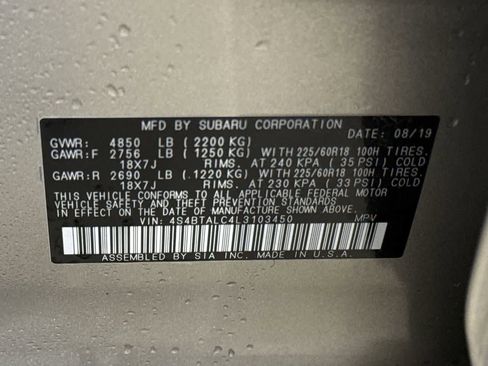 MFD BY SUBARU CORPORATION
DATE: 08/19
GVWR: 4850 LB (2200 KG)
GAWR:F 2756 LB (1250 KG) WITH 225/60R18 100H TIRES.
18X7J RIMS. AT 240 KPA (35 PSI) COLD
GAWR:R 2690 LB (.1220 KG) WITH 225/60R18 100H TIRES.
18X7J RIMS. AT 230 KPA (33 PSI) COLD
THIS VEHICLE CONFORMS TO ALL APPLICABLE FEDERAL MOTOR
VEHICLE SAFETY AND THEFT PREVENTION STANDARDS
IN EFFECT ON THE DATE OF MANUFACTURE SHOWN ABOVE.
VIN: 4S4BTALC4L3103450 MPV
ASSEMBLED BY SIA INC. MADE IN U.S.A.